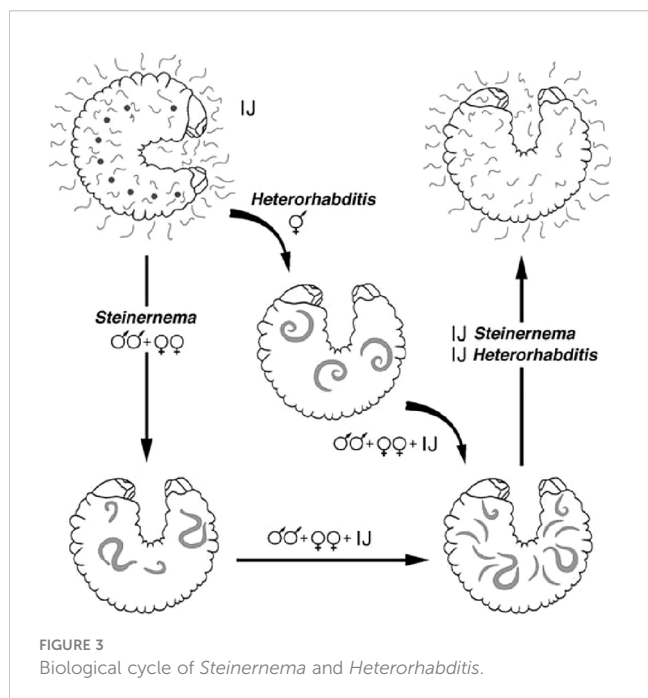 IJ
Heterorhabditis
⚥
Steinernema
♂♂+♀♀
IJ Steinernema
IJ Heterorhabditis
♂♂+♀♀+IJ
♂♂+♀♀+IJ
FIGURE 3
Biological cycle of Steinernema and Heterorhabditis.